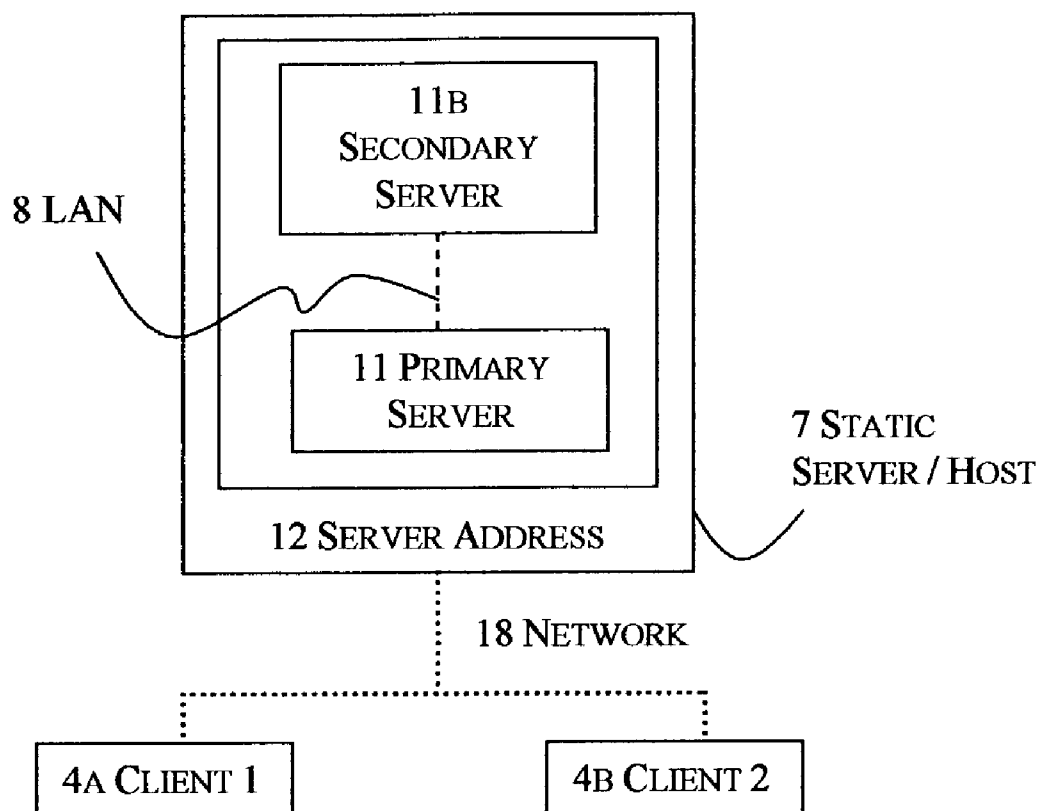 11B
SECONDARY
SERVER
8 LAN
11 PRIMARY
SERVER
7 STATIC
SERVER / HOST
12 SERVER ADDRESS
18 NETWORK
4A CLIENT 1
4B CLIENT 2